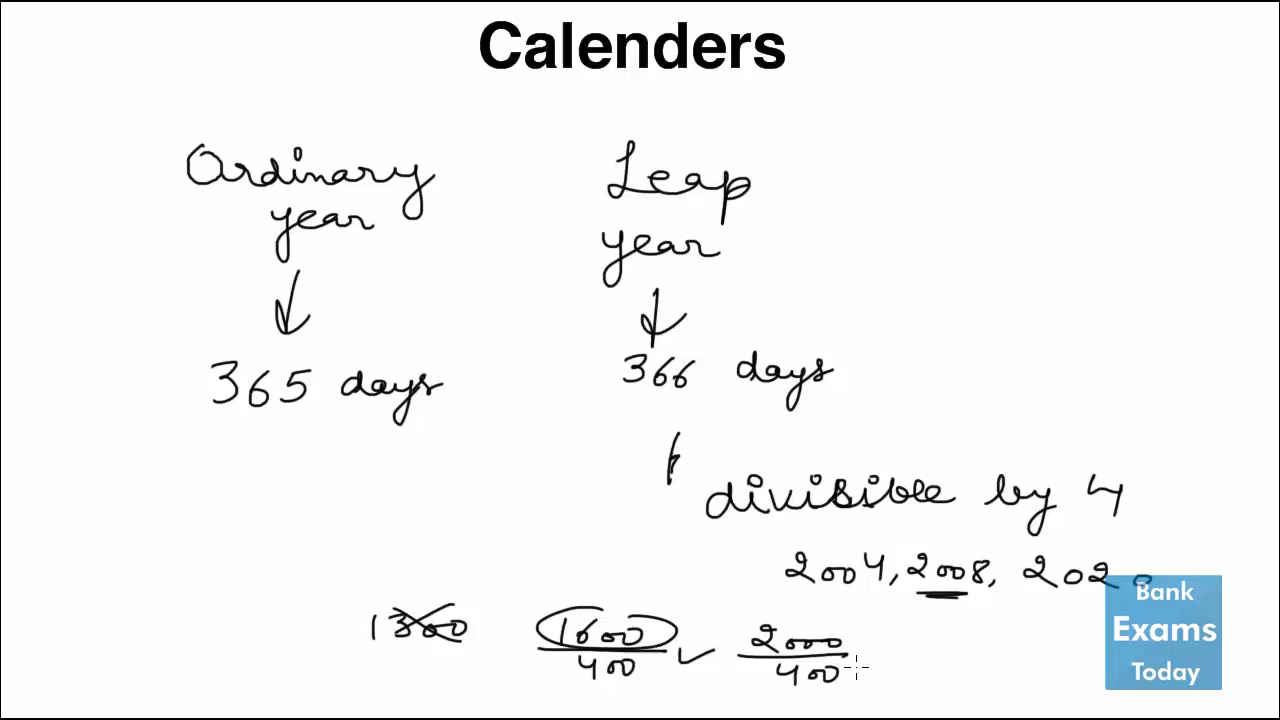 Calenders
Ordinary
year
365 days
Leap
year
366 days
divisible by 4
2004, 2008, 2020
1300
1600
400
2000
400
Bank
Exams
Today